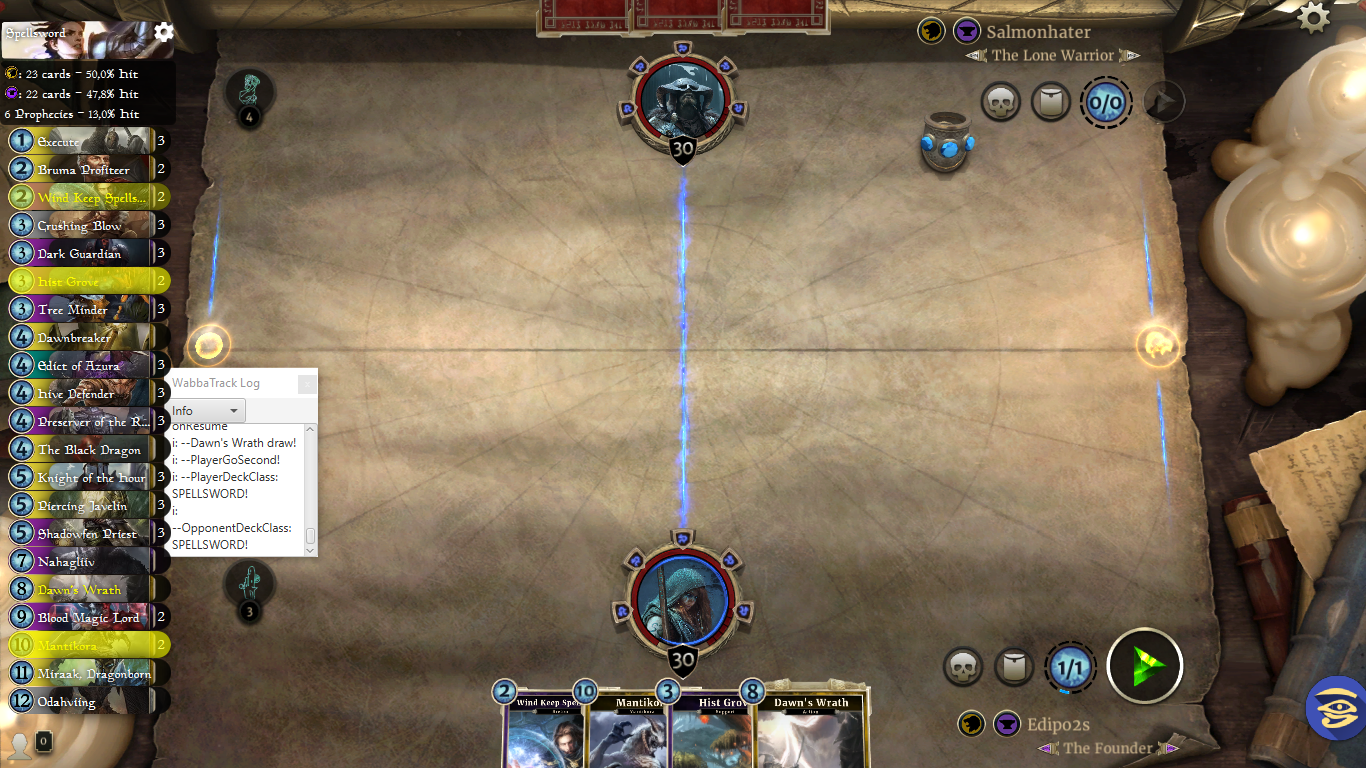 Spellsword
: 23 cards - 50,0% hit
: 22 cards - 47,8% hit
6 Prophecies - 13,0% hit
1 Execute 3
2 Bruma Profiteer 2
2 Wind Keep Spells... 2
3 Crushing Blow 3
3 Dark Guardian 3
3 Hist Grove 2
3 Tree Minder 3
4 Dawnbreaker
4 Edict of Azura 3
4 Hive Defender 3
4 Preserver of the R... 3
4 The Black Dragon
5 Knight of the Hour 3
5 Piercing Javelin 3
5 Shadowfen Priest 3
7 Nahagliiv
8 Dawn's Wrath
9 Blood Magic Lord 2
10 Mantikora 2
11 Miraak, Dragonborn
12 Odahviing
0
WabbaTrack Log
Info
onResume
i: --Dawn's Wrath draw!
i: --PlayerGoSecond!
i: --PlayerDeckClass:
SPELLSWORD!
i:
--OpponentDeckClass:
SPELLSWORD!
4
3
30
Salmonhater
The Lone Warrior
0/0
30
1/1
Edipo2s
The Founder
2 Wind Keep Spel
10 Mantikor
3 Hist Grov
8 Dawn's Wrath
Action